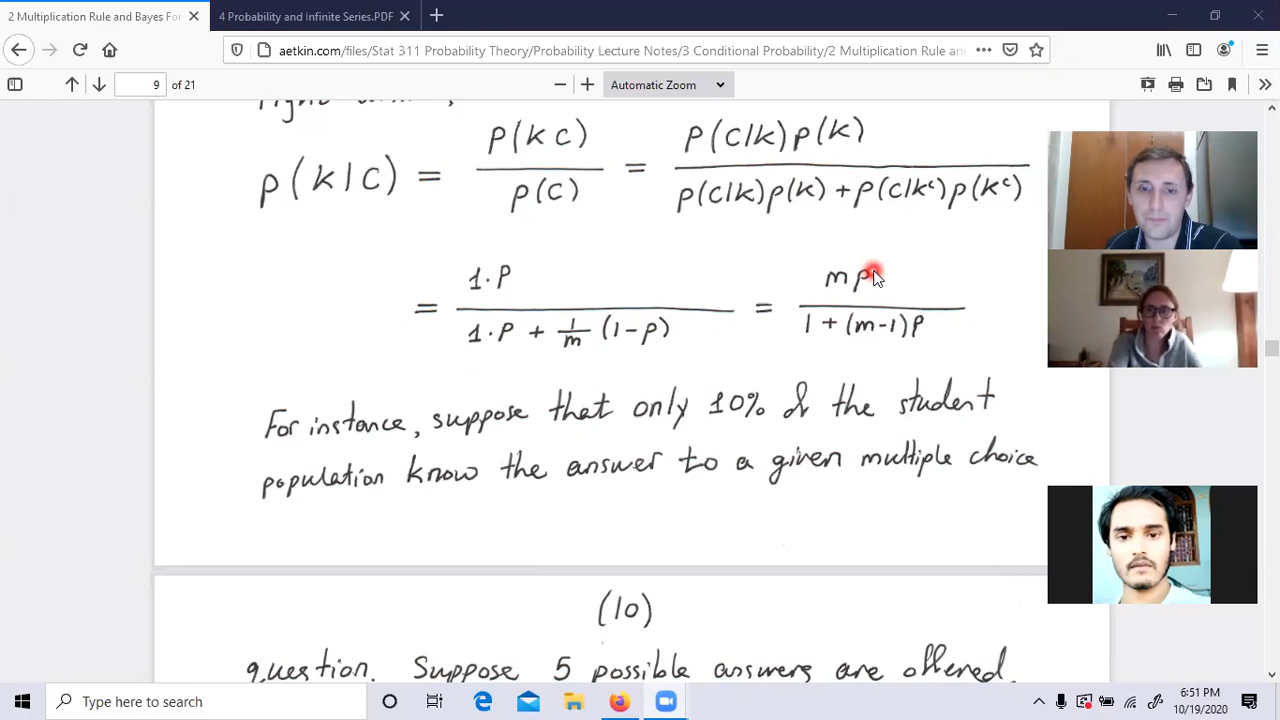 2 Multiplication Rule and Bayes For
4 Probability and Infinite Series.PDF
aetkin.com/files/Stat 311 Probability Theory/Probability Lecture Notes/3 Conditional Probability/2 Multiplication Rule and
9 of 21
Automatic Zoom
P(K|C) = P(KC) / P(C) = P(C|K)P(K) / P(C|K)P(K) + P(C|K^c)P(K^c)
= 1·P / 1·P + 1/m (1-P) = mP / 1 + (m-1)P
For instance, suppose that only 10% of the student
population know the answer to a given multiple choice
(10)
question. Suppose 5 possible answers are offered.
Type here to search
6:51 PM
10/19/2020